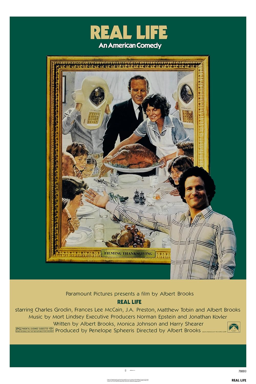 REAL LIFE
An American Comedy
Paramount Pictures presents a film by Albert Brooks
REAL LIFE
starring Charles Grodin, Frances Lee McCain, J.A. Preston, Matthew Tobin and Albert Brooks
Music by Mort Lindsey Executive Producers Norman Epstein and Jonathan Kovler
Written by Albert Brooks, Monica Johnson and Harry Shearer
Produced by Penelope Spheeris Directed by Albert Brooks
REAL LIFE